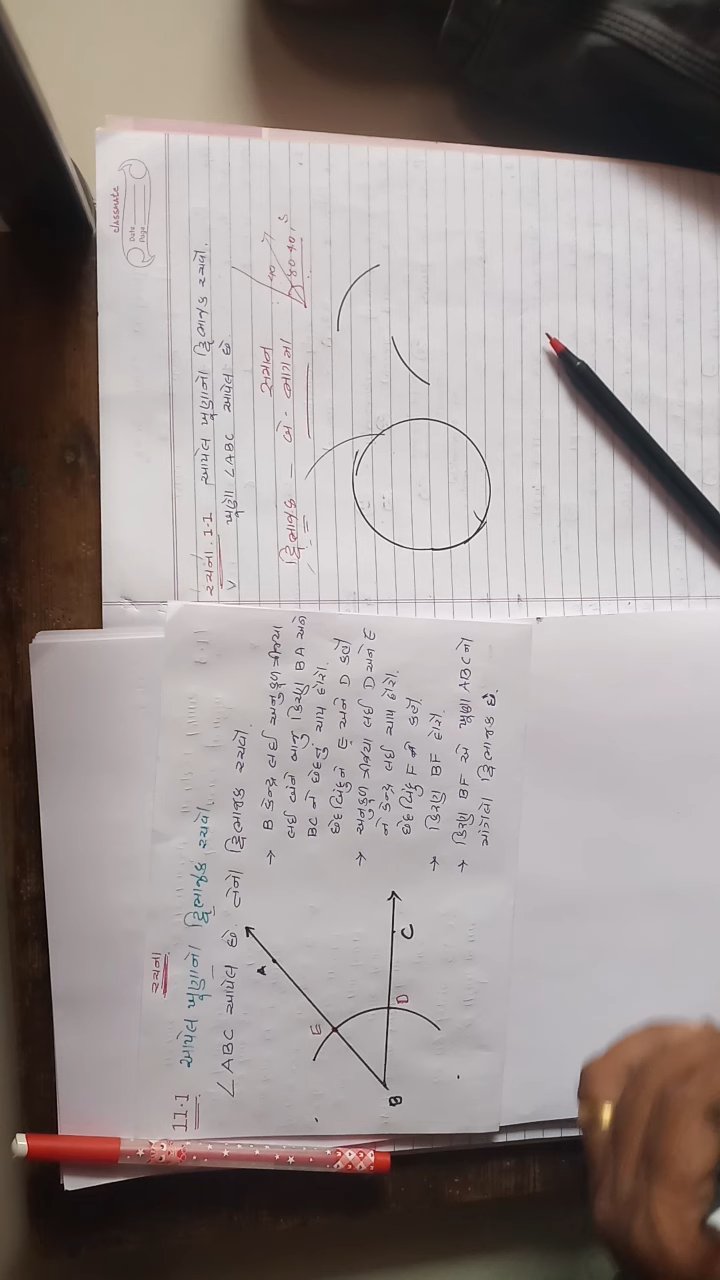 રચના
11.1 આપેલ ખૂણાનો દ્વિભાજક રચવો
∠ABC આપેલ છે. તેનો દ્વિભાજક રચવો.
→ B કેન્દ્ર લઈ અનુકૂળ ત્રીજ્યા
લઈ બંને બાજુ કિરણ BA અને
BC ને છેદતું ચાપ દોરો.
છેદબિંદુને E અને D કહો
→ અનુકૂળ ત્રીજ્યા લઈ D અને E
ને કેન્દ્ર લઈ ચાપ દોરો.
છેદબિંદુ F કહો
→ કિરણ BF દોરો.
→ કિરણ BF એ ખૂણા ABC નો
માંગેલો દ્વિભાજક છે.
A
E
B
D
C
classmate
Date
Page
રચના. 1.1 આપેલ ખૂણાનો દ્વિભાજક રચવો.
ખૂણો ∠ABC આપેલ છે.
સમાન
દ્વિભાજક - બે - ભાગમાં